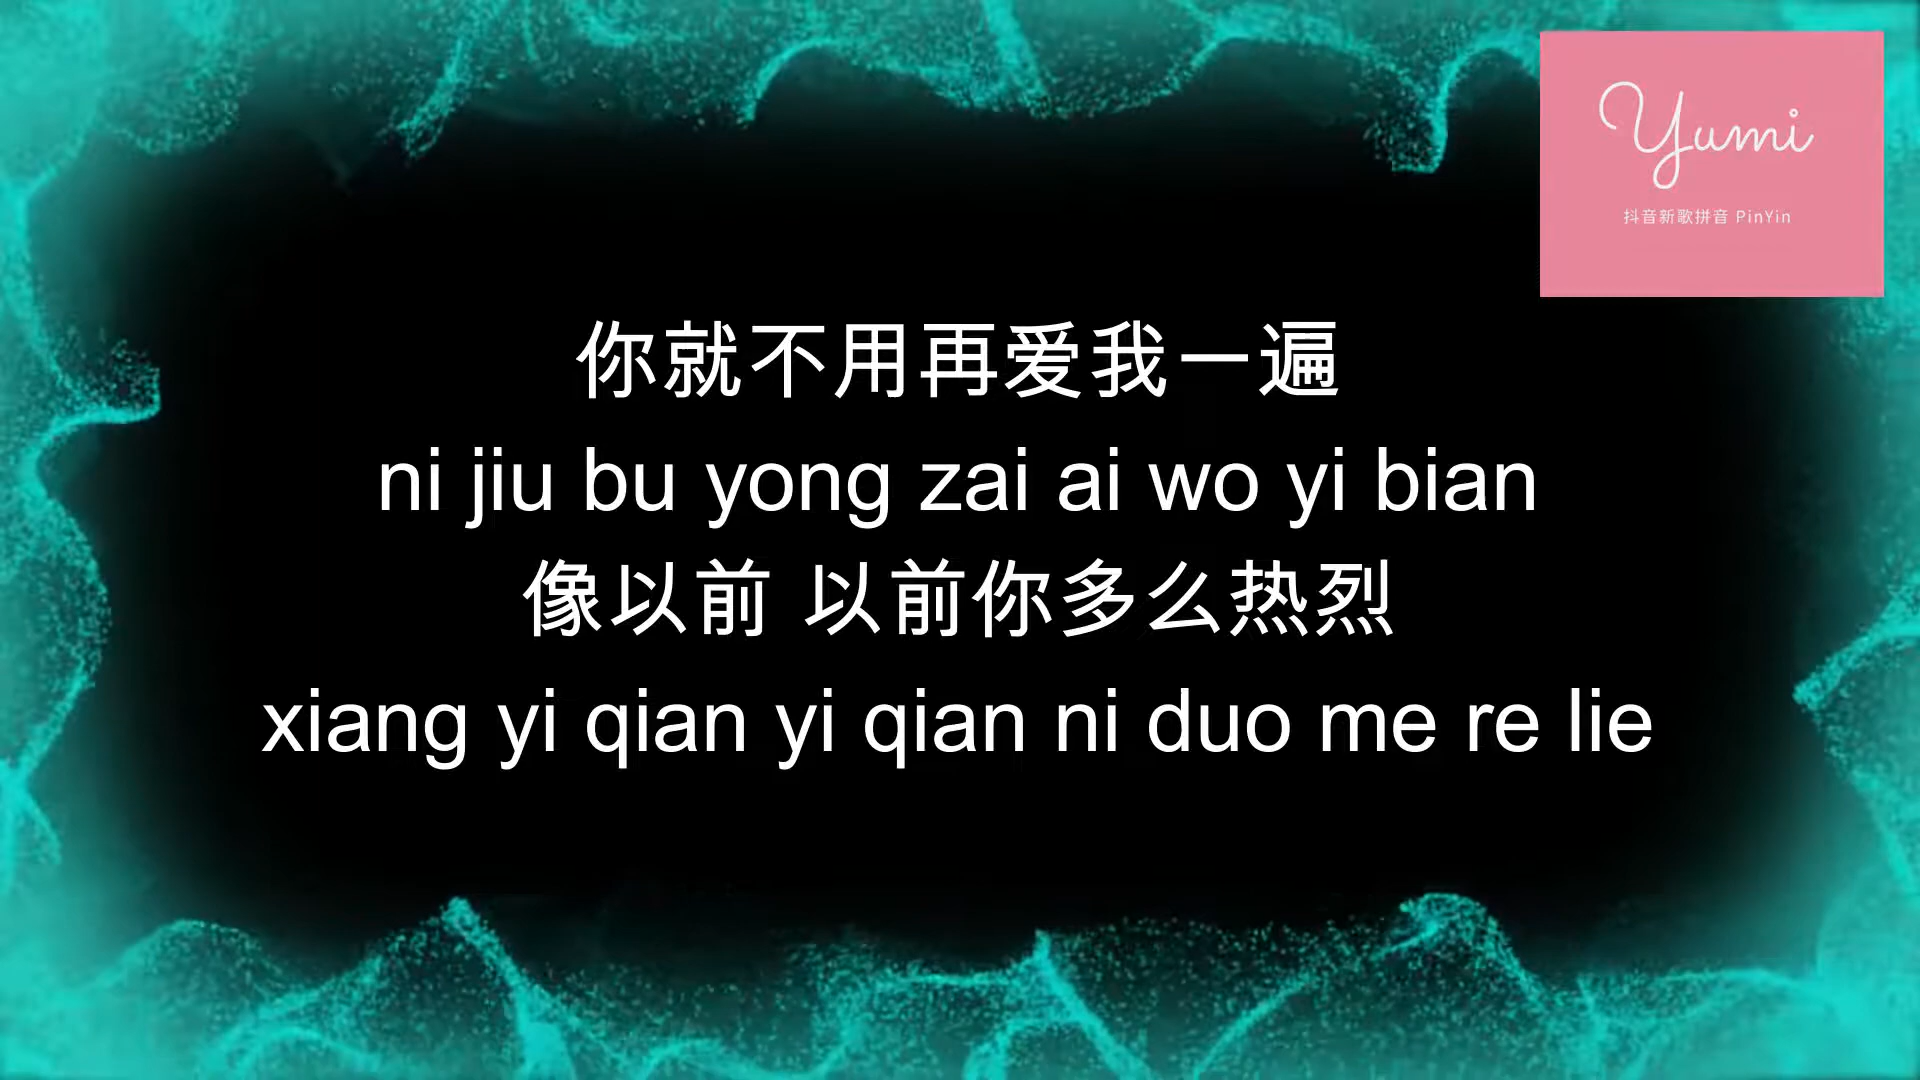 Yumi
抖音新歌拼音 PinYin
你就不用再爱我一遍
ni jiu bu yong zai ai wo yi bian
像以前 以前你多么热烈
xiang yi qian yi qian ni duo me re lie